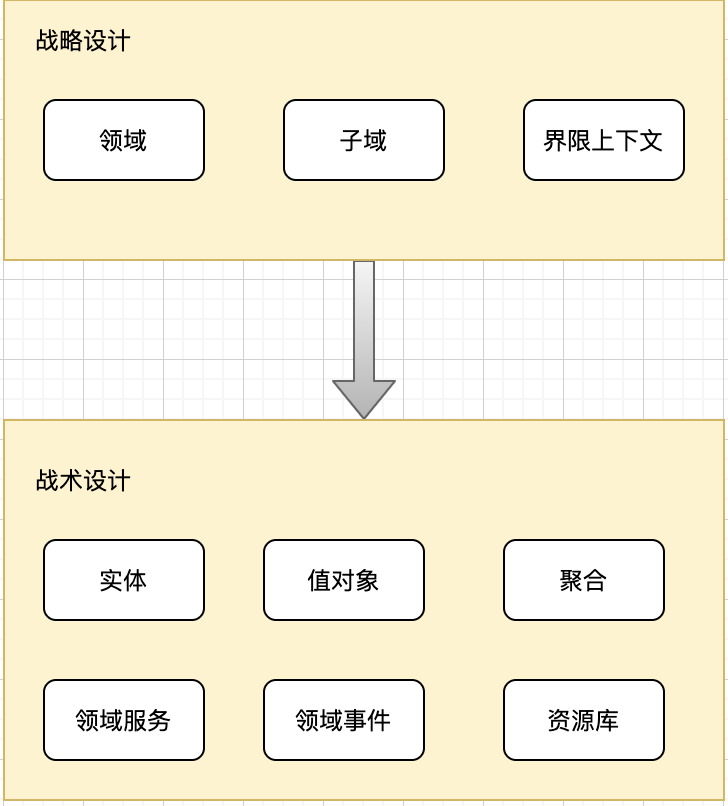 战略设计
领域
子域
界限上下文
战术设计
实体
值对象
聚合
领域服务
领域事件
资源库